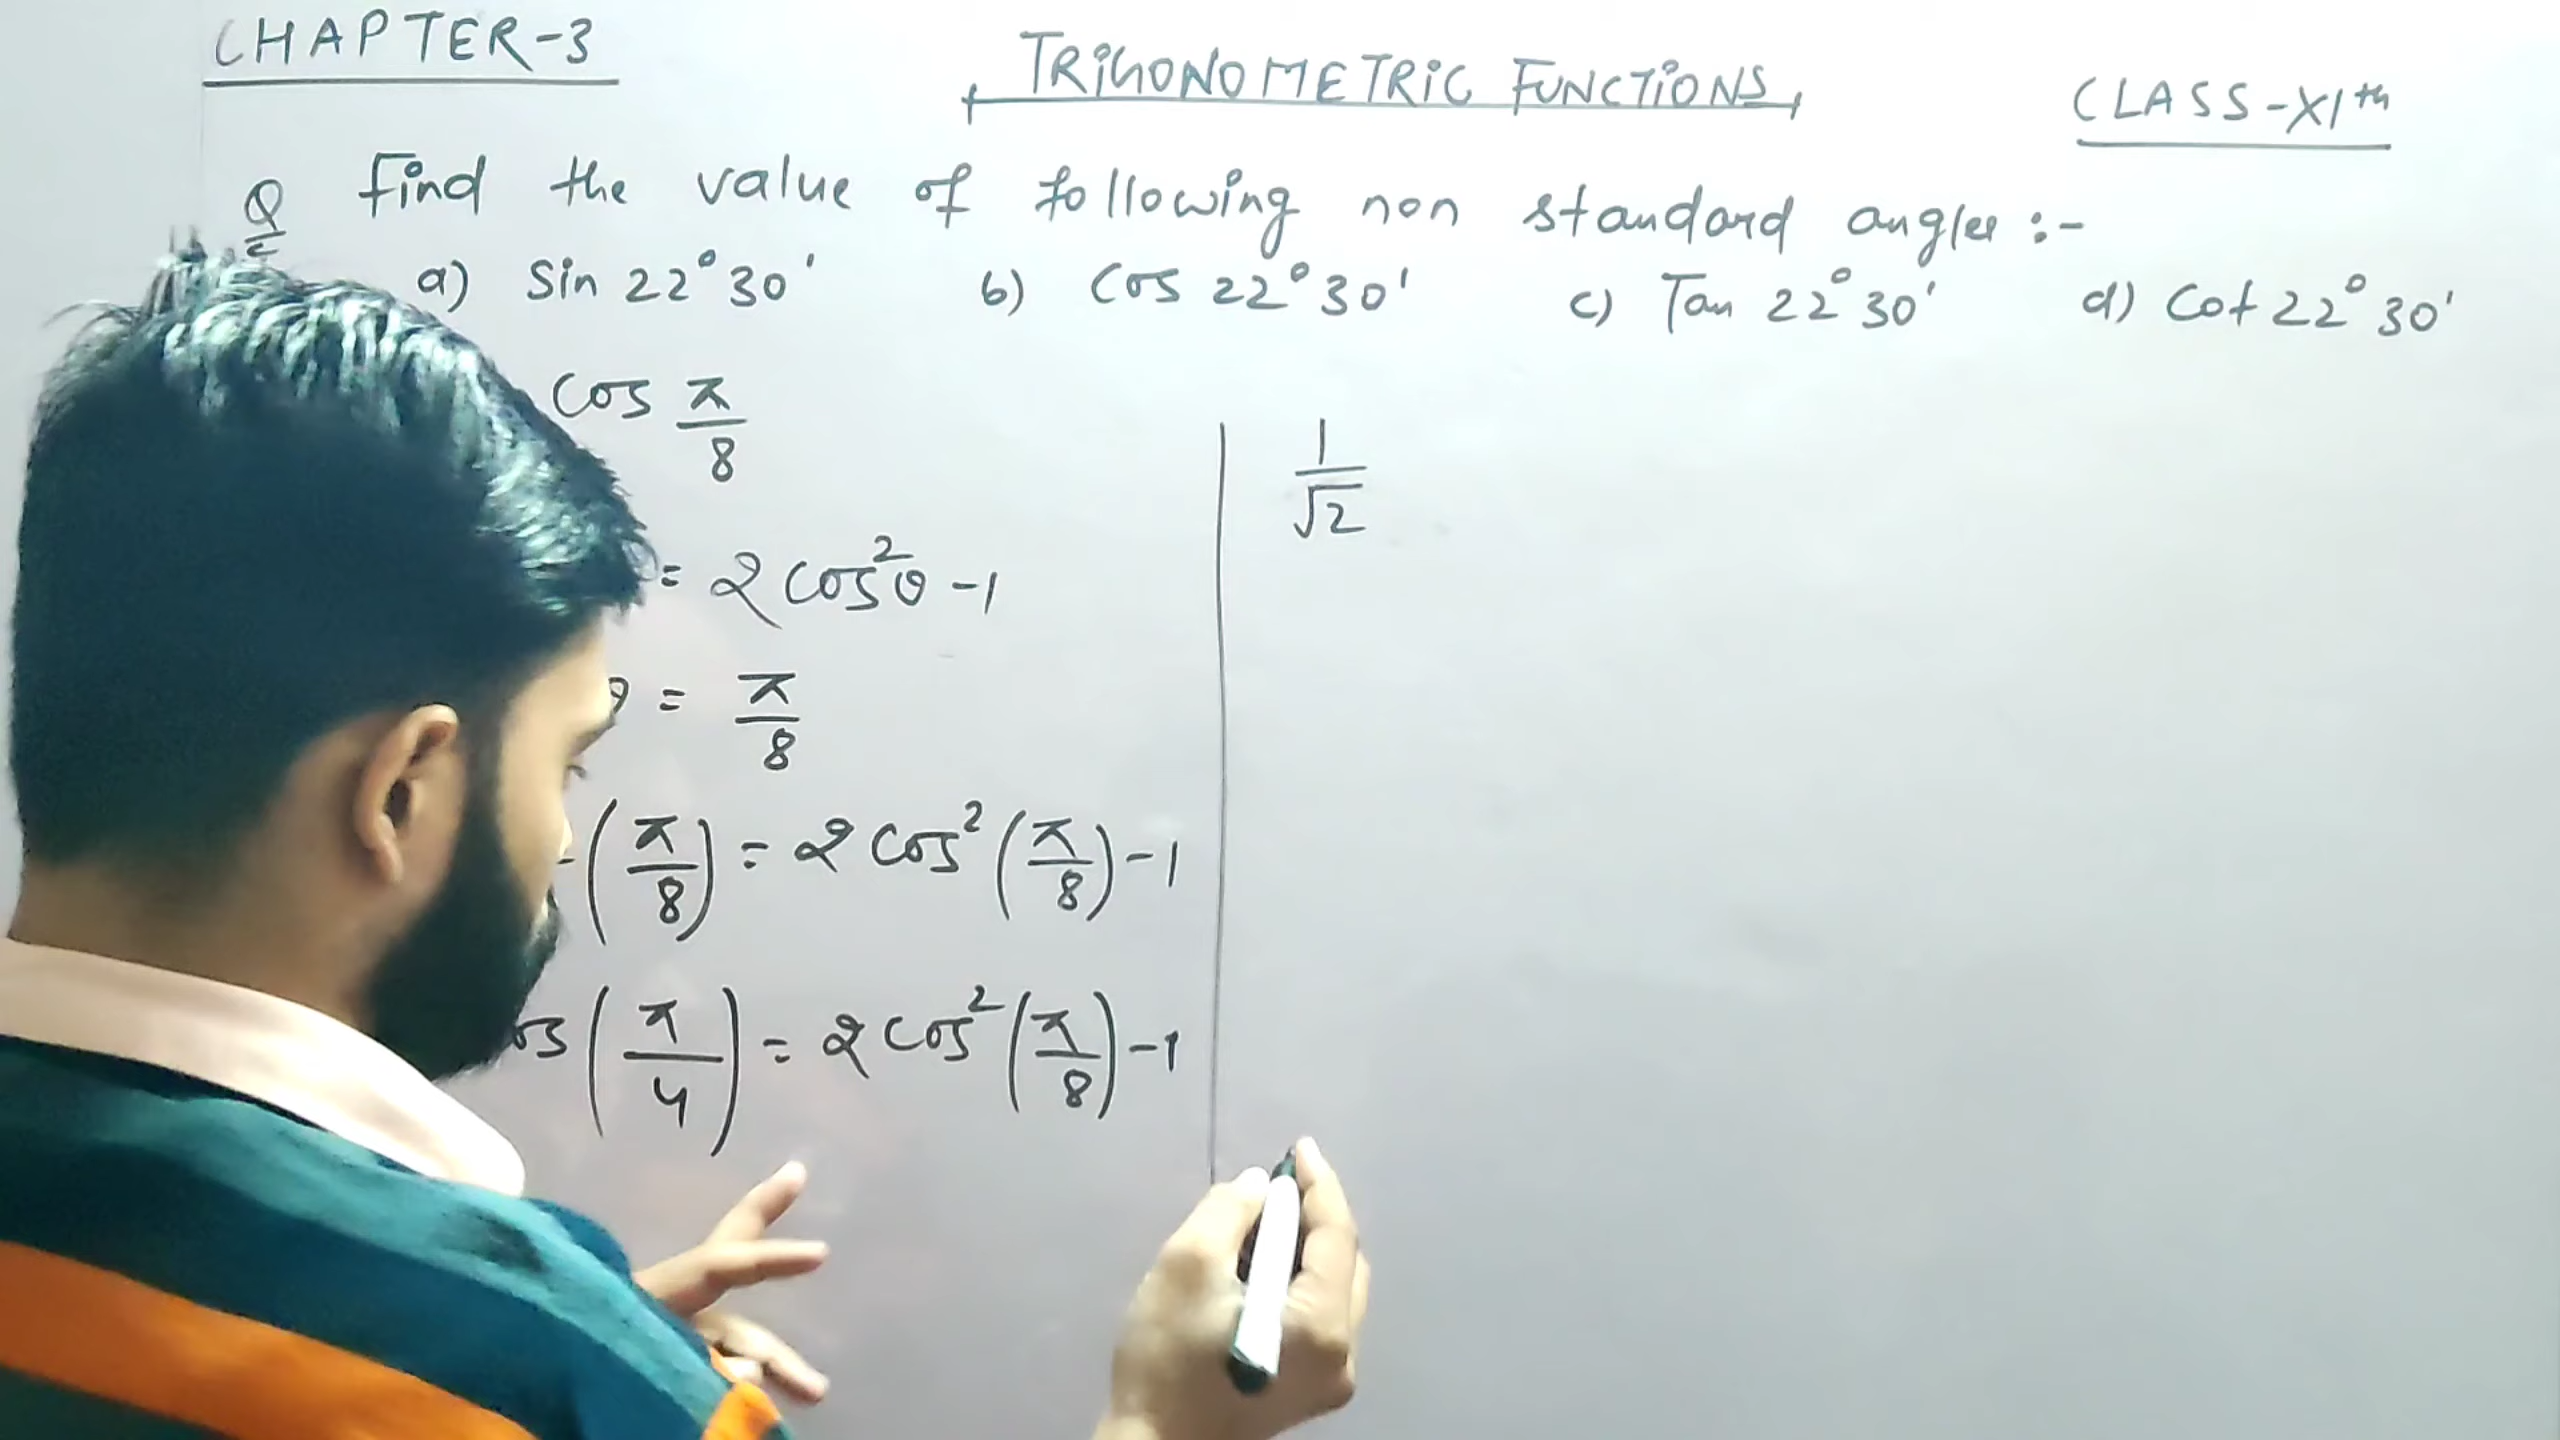 CHAPTER-3
TRIGONOMETRIC FUNCTIONS
CLASS-XIth
Q Find the value of following non standard angles :-
a) Sin 22°30'
b) Cos 22°30'
c) Tan 22°30'
d) Cot 22°30'
Cos π/8
= 2 Cos²θ - 1
θ = π/8
(π/8) = 2 Cos² (π/8) - 1
os (π/4) = 2 Cos² (π/8) - 1
1/√2